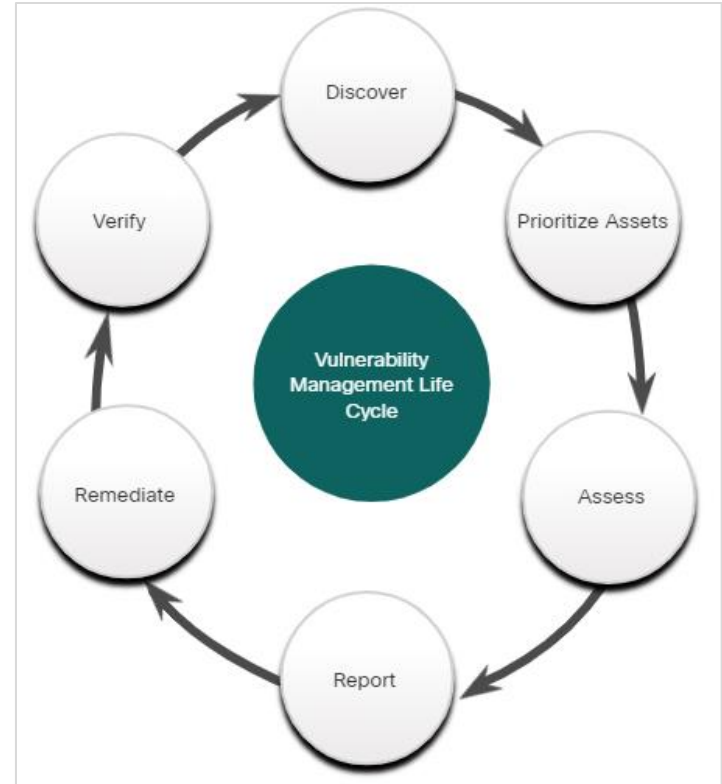 Discover
Prioritize Assets
Assess
Report
Remediate
Verify
Vulnerability
Management Life
Cycle